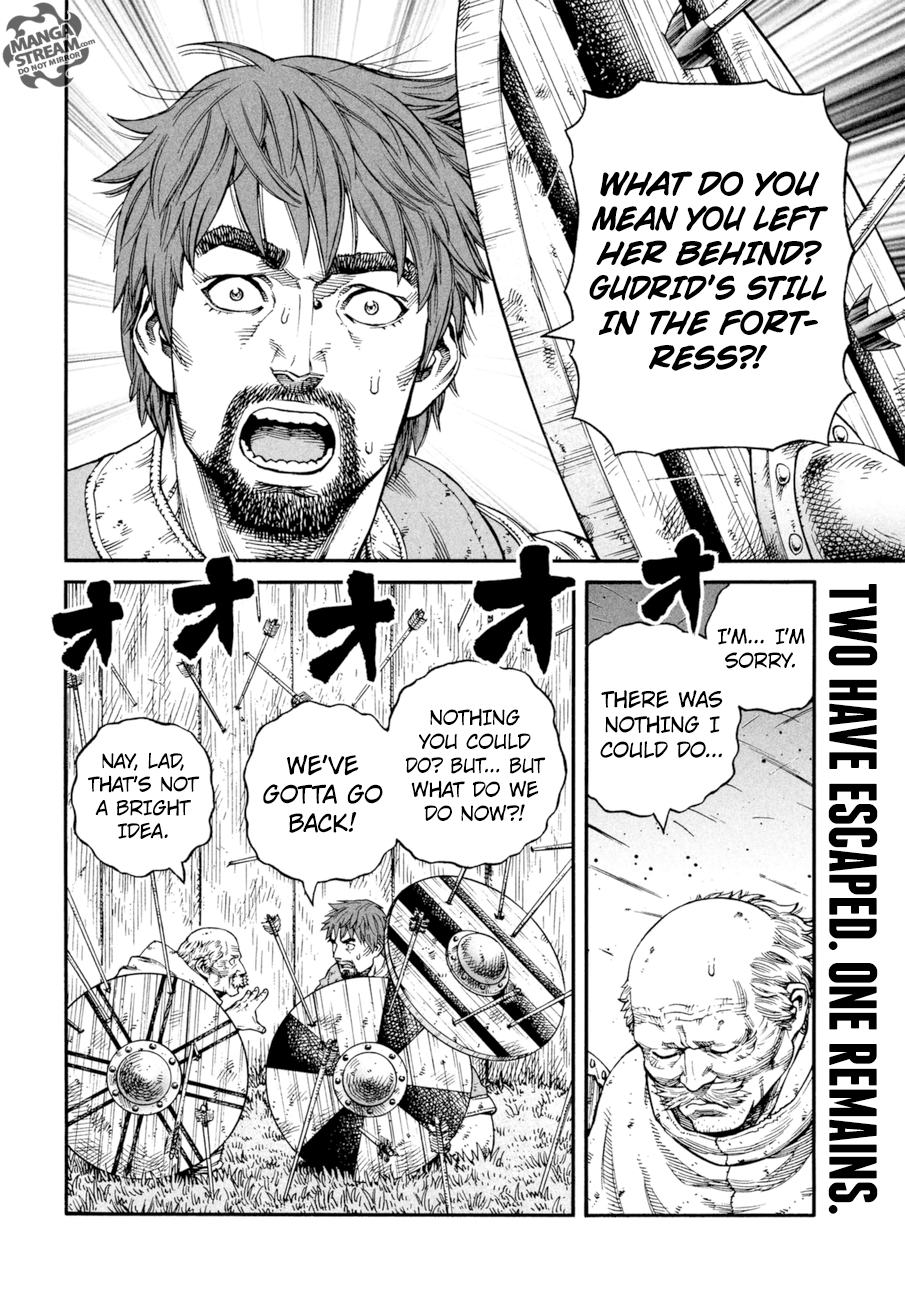 MANGA
STREAM.com
DO NOT MIRROR!
WHAT DO YOU
MEAN YOU LEFT
HER BEHIND?
GUDRID'S STILL
IN THE FORT-
RESS?!
オオオオオ
I'M... I'M
SORRY.
THERE WAS
NOTHING I
COULD DO...
NOTHING
YOU COULD
DO? BUT... BUT
WHAT DO WE
DO NOW?!
WE'VE
GOTTA GO
BACK!
NAY, LAD,
THAT'S NOT
A BRIGHT
IDEA.
TWO HAVE ESCAPED. ONE REMAINS.